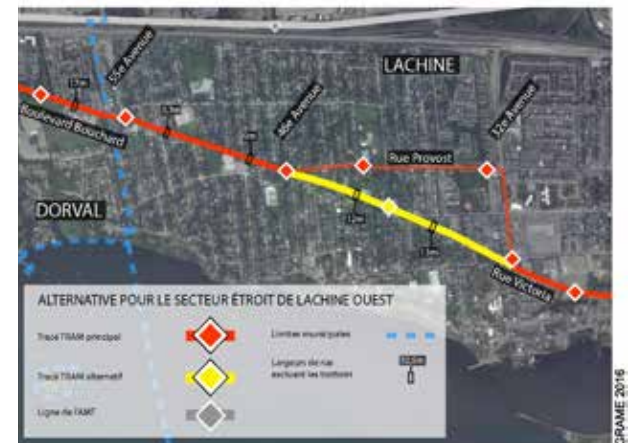 LACHINE
55e Avenue
46e Avenue
32e Avenue
Boulevard Bouchard
Rue Provost
DORVAL
Rue Victoria
ALTERNATIVE POUR LE SECTEUR ÉTROIT DE LACHINE OUEST
Tracé TRAM principal
Tracé TRAM alternatif
Ligne de l'AMT
Limites municipales
Largeur de rue
excluant les trottoirs
GRAME 2016